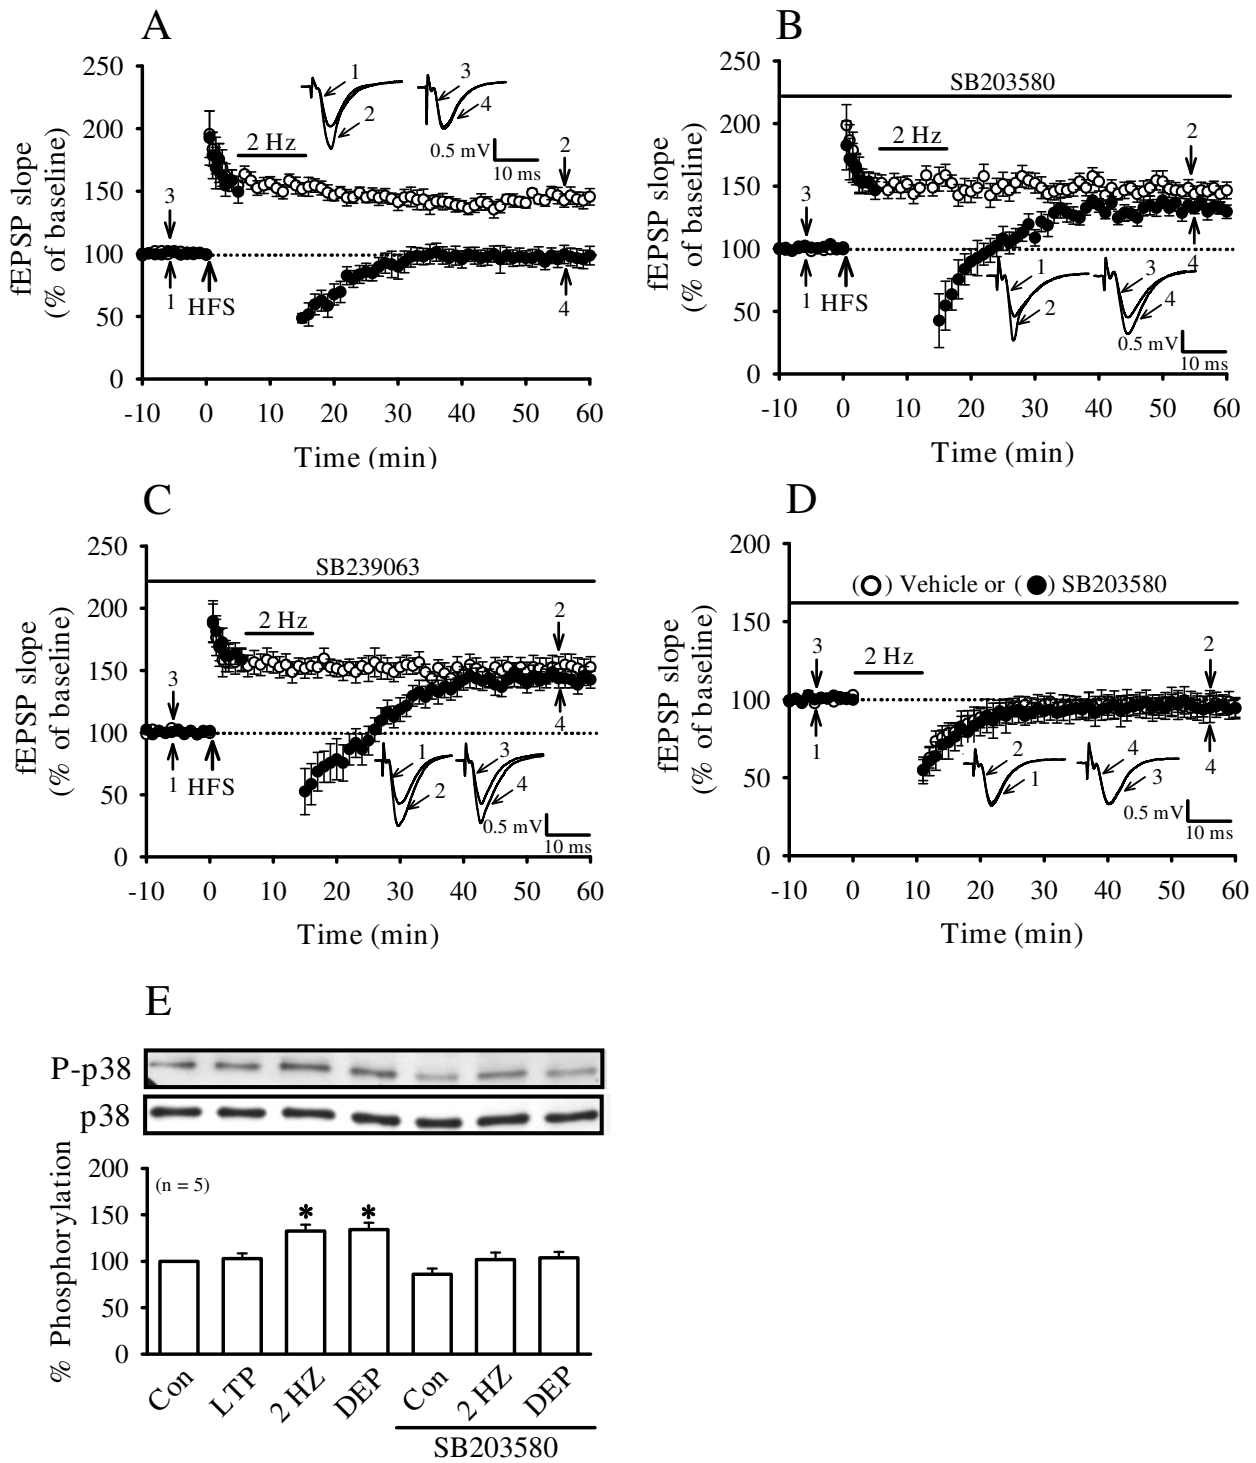 A
fEPSP slope
(% of baseline)
250
200
150
100
50
0
2 Hz
1
2
3
4
0.5 mV
10 ms
2
3
1
HFS
4
-10 0 10 20 30 40 50 60
Time (min)
B
fEPSP slope
(% of baseline)
250
200
150
100
50
0
SB203580
2 Hz
2
3
1
HFS
4
1
2
3
4
0.5 mV
10 ms
-10 0 10 20 30 40 50 60
Time (min)
C
fEPSP slope
(% of baseline)
250
200
150
100
50
0
SB239063
2 Hz
2
3
1
HFS
4
1
2
3
4
0.5 mV
10 ms
-10 0 10 20 30 40 50 60
Time (min)
D
fEPSP slope
(% of baseline)
200
150
100
50
0
(○) Vehicle or (●) SB203580
2 Hz
3
2
1
4
2
1
4
3
0.5 mV
10 ms
-10 0 10 20 30 40 50 60
Time (min)
E
P-p38
p38
% Phosphorylation
200
150
100
50
0
(n = 5)
* *
Con LTP 2 HZ DEP Con 2 HZ DEP
SB203580